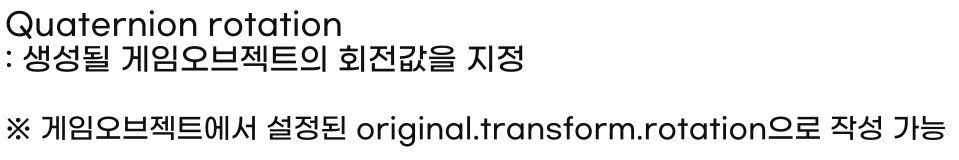 Quaternion rotation
: 생성될 게임오브젝트의 회전값을 지정
※ 게임오브젝트에서 설정된 original.transform.rotation으로 작성 가능